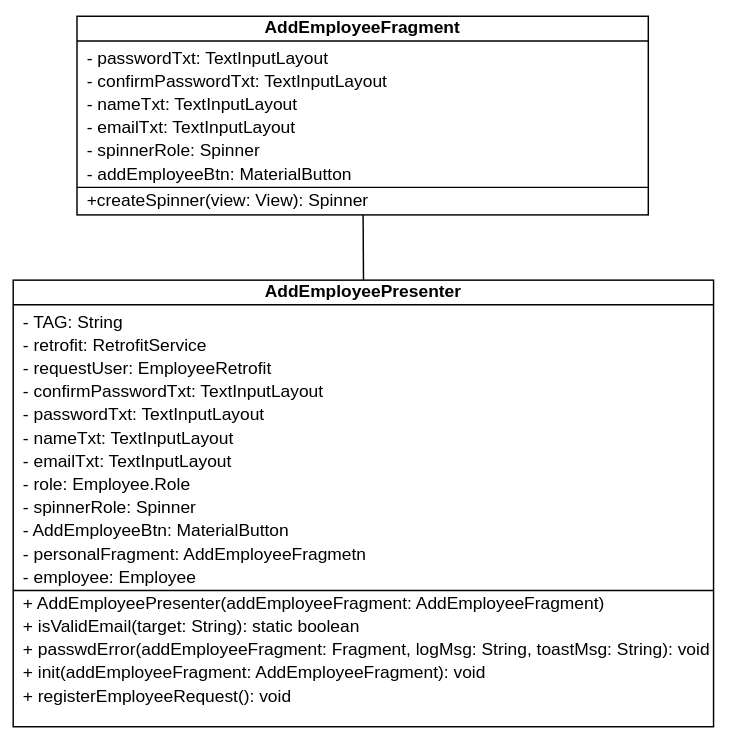 AddEmployeeFragment
- passwordTxt: TextInputLayout
- confirmPasswordTxt: TextInputLayout
- nameTxt: TextInputLayout
- emailTxt: TextInputLayout
- spinnerRole: Spinner
- addEmployeeBtn: MaterialButton
+createSpinner(view: View): Spinner
AddEmployeePresenter
- TAG: String
- retrofit: RetrofitService
- requestUser: EmployeeRetrofit
- confirmPasswordTxt: TextInputLayout
- passwordTxt: TextInputLayout
- nameTxt: TextInputLayout
- emailTxt: TextInputLayout
- role: Employee.Role
- spinnerRole: Spinner
- AddEmployeeBtn: MaterialButton
- personalFragment: AddEmployeeFragmetn
- employee: Employee
+ AddEmployeePresenter(addEmployeeFragment: AddEmployeeFragment)
+ isValidEmail(target: String): static boolean
+ passwdError(addEmployeeFragment: Fragment, logMsg: String, toastMsg: String): void
+ init(addEmployeeFragment: AddEmployeeFragment): void
+ registerEmployeeRequest(): void